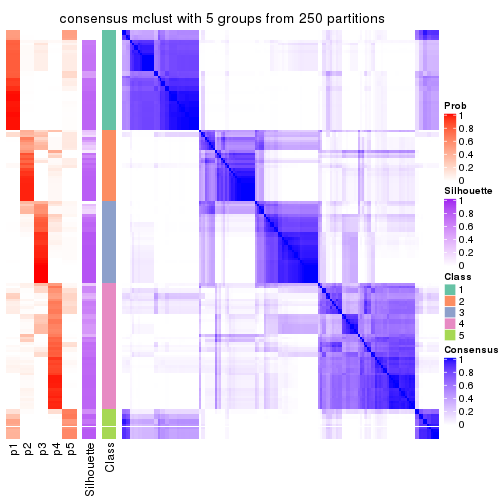 consensus mclust with 5 groups from 250 partitions
Prob
1
0.8
0.6
0.4
0.2
0
Silhouette
1
0.8
0.6
0.4
0.2
0
Class
1
2
3
4
5
Consensus
1
0.8
0.6
0.4
0.2
0
p1
p2
p3
p4
p5
Silhouette
Class